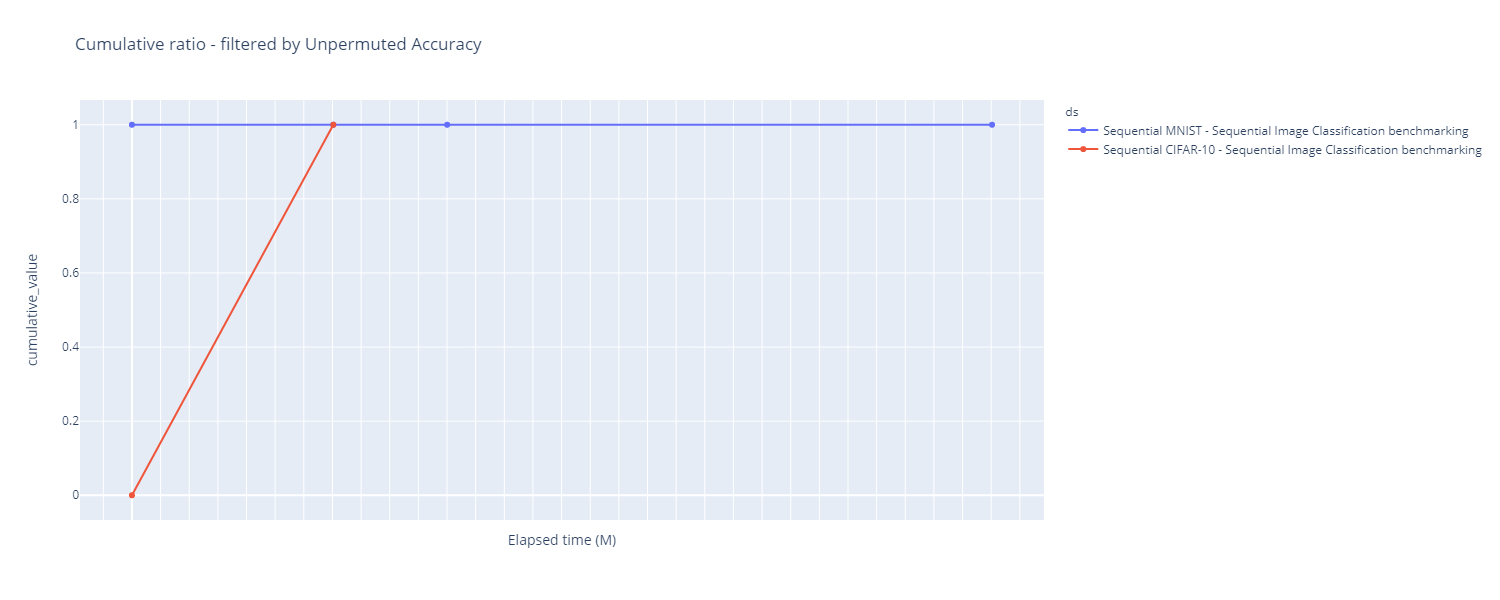 Cumulative ratio - filtered by Unpermuted Accuracy
ds
Sequential MNIST - Sequential Image Classification benchmarking
Sequential CIFAR-10 - Sequential Image Classification benchmarking
1
0.8
0.6
0.4
0.2
0
cumulative_value
Elapsed time (M)